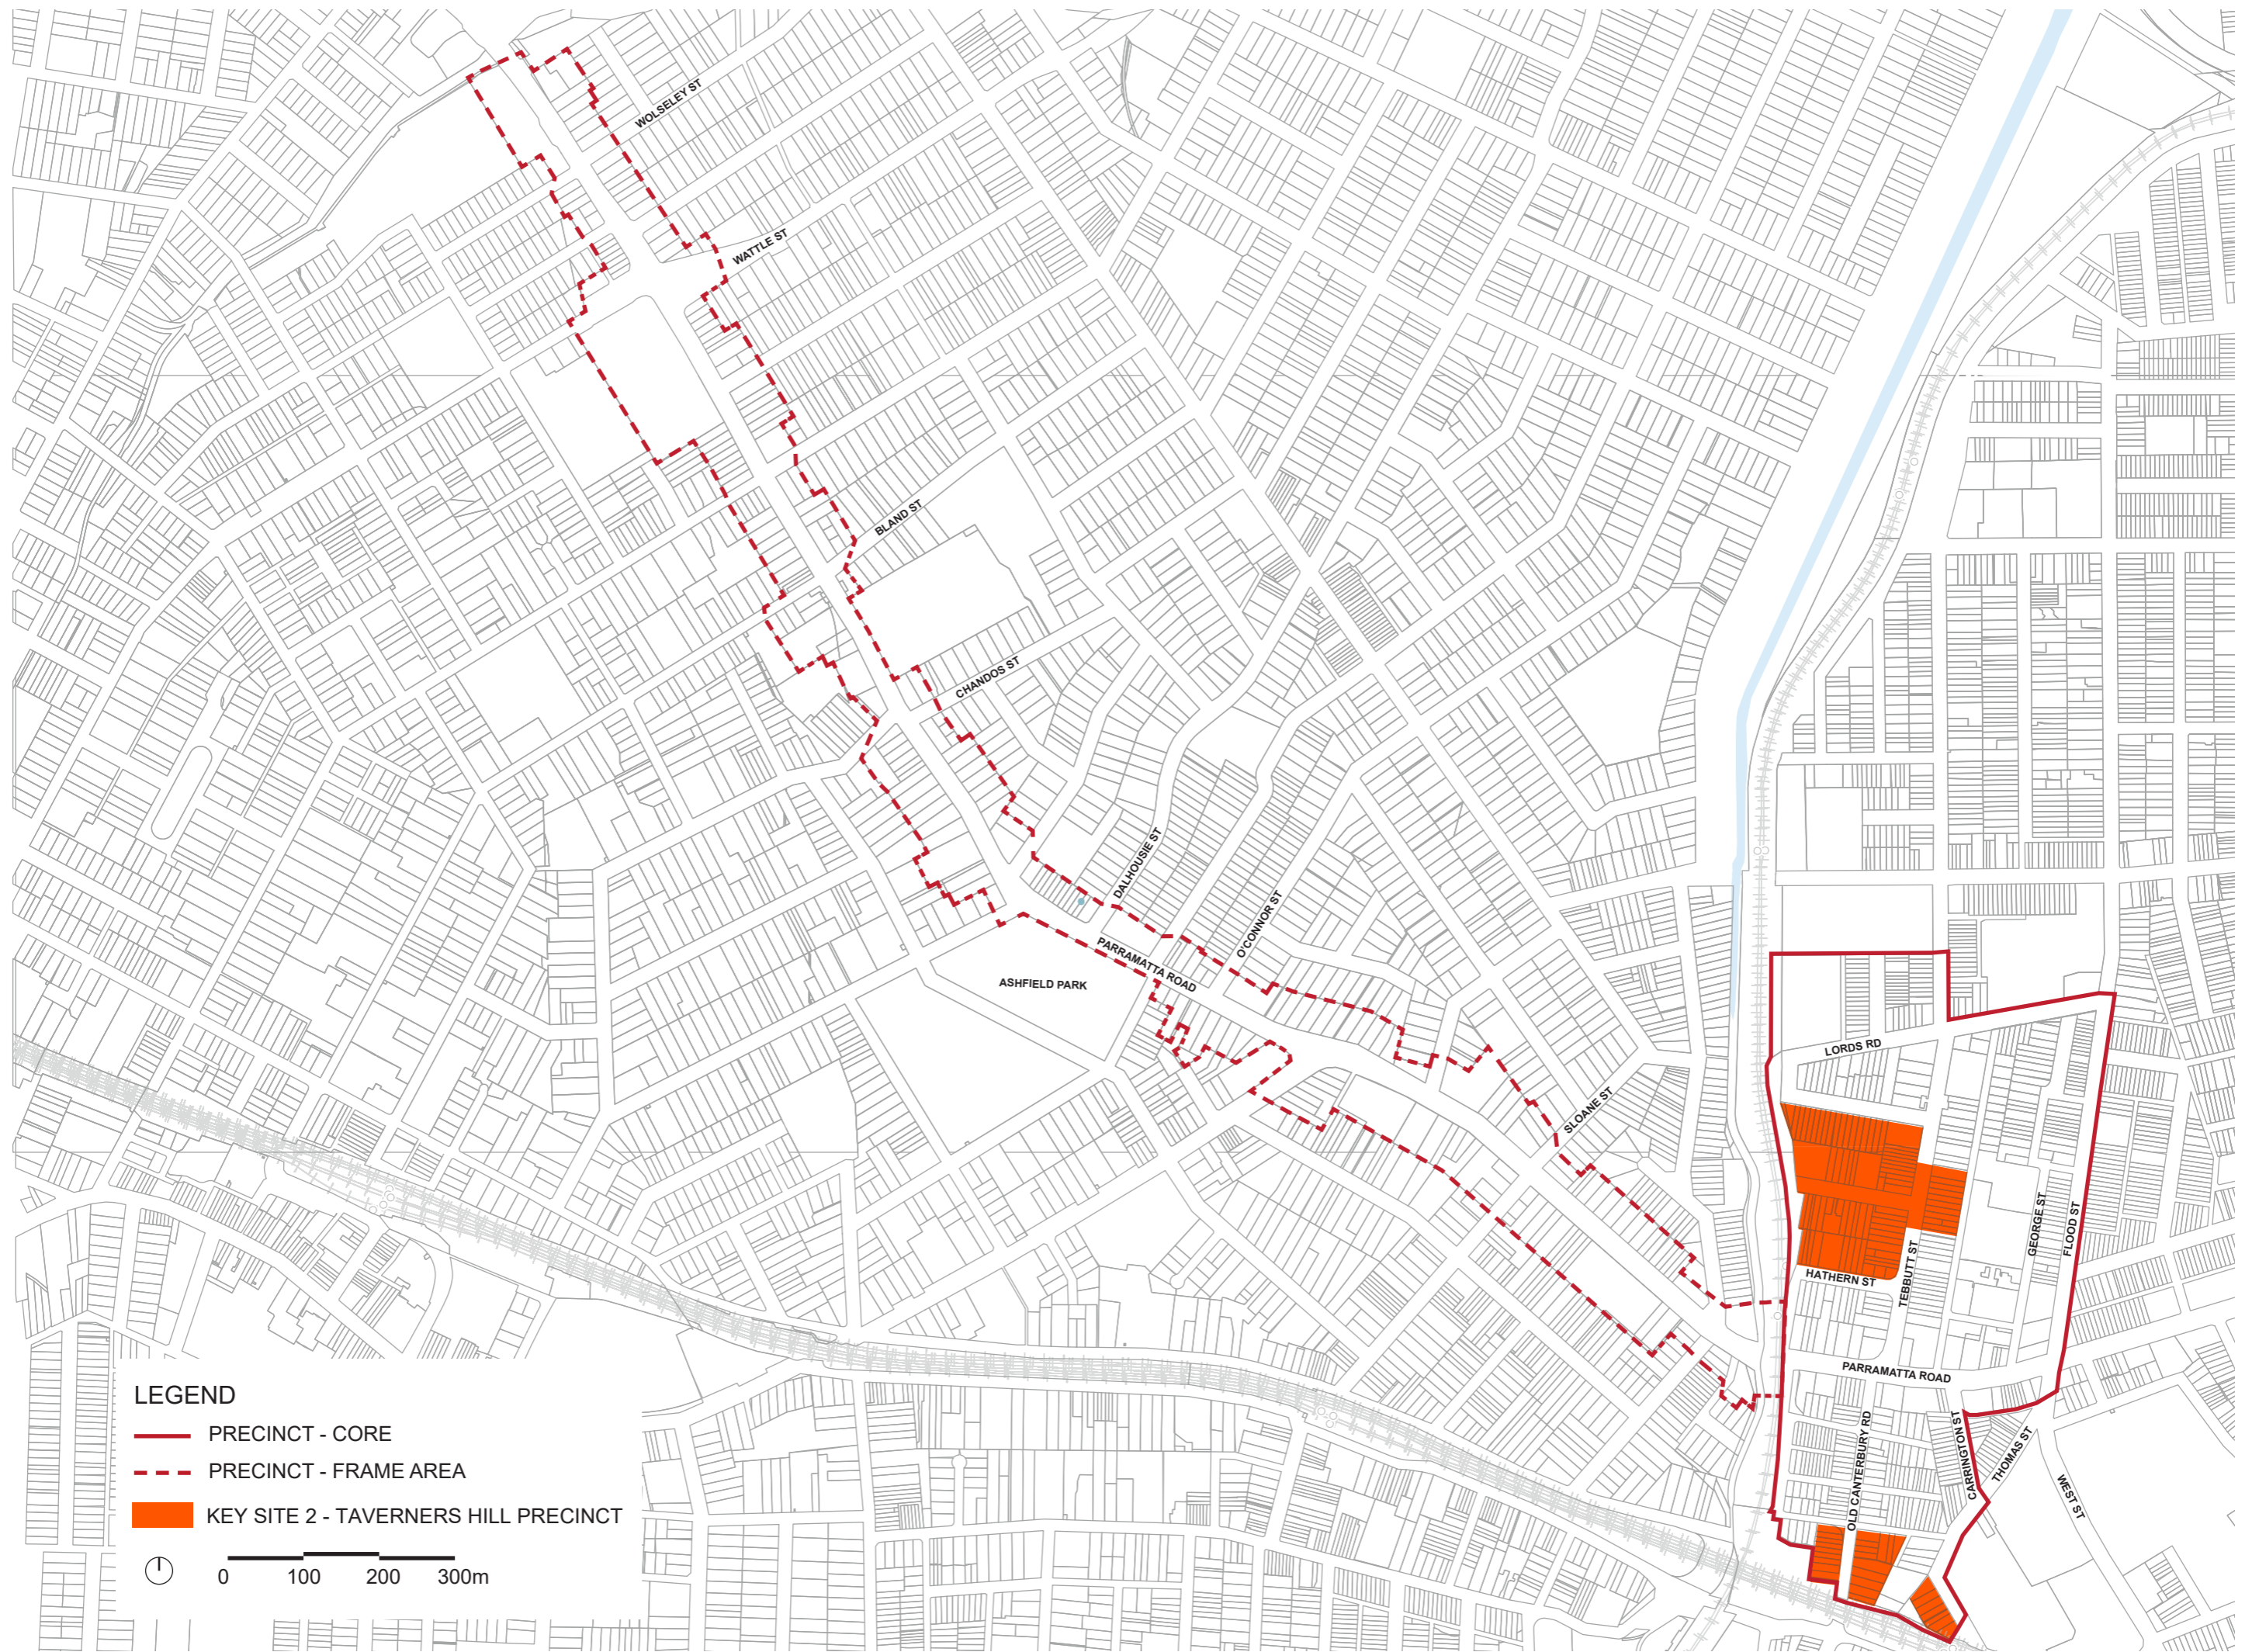 WOLSELEY ST
WATTLE ST
BLAND ST
CHANDOS ST
DALHOUSIE ST
O'CONNOR ST
PARRAMATTA ROAD
ASHFIELD PARK
LORDS RD
SLOANE ST
GEORGE ST
FLOOD ST
TEBBUTT ST
HATHERN ST
PARRAMATTA ROAD
OLD CANTERBURY RD
CARRINGTON ST
THOMAS ST
WEST ST
LEGEND
PRECINCT - CORE
PRECINCT - FRAME AREA
KEY SITE 2 - TAVERNERS HILL PRECINCT
0 100 200 300m